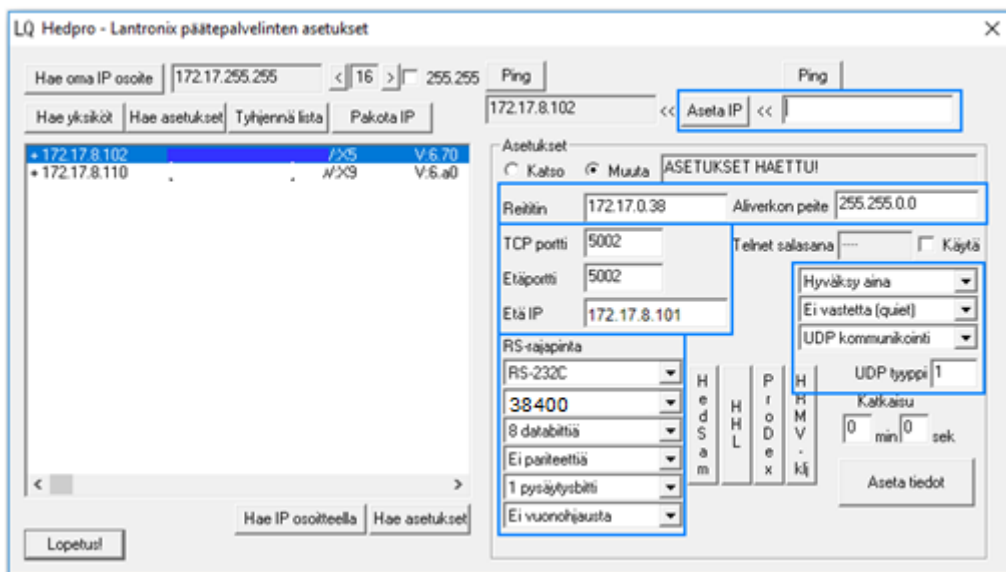 LQ Hedpro - Lantronix päätepalvelinten asetukset
Hae oma IP osoite 172.17.255.255 < 16 > 255.255 Ping Ping
172.17.8.102 << Aseta IP <<
Hae yksiköt Hae asetukset Tyhjennä lista Pakota IP
+ 172.17.8.102 /X5 V:6.70
+ 172.17.8.110 /X9 V:6.a0
Asetukset
Katso Muuta ASETUKSET HAETTU!
Reititin 172.17.0.38 Aliverkon peite 255.255.0.0
TCP portti 5002 Telnet salasana ---- Käytä
Etäportti 5002 Hyväksy aina
Etä IP 172.17.8.101 Ei vastetta (quiet)
RS-rajapinta UDP kommunikointi
RS-232C UDP tyyppi 1
38400 Katkaisu
8 databittiä 0 min 0 sek
Ei pariteettiä
1 pysäytysbitti
Ei vuonohjausta
HedSam
HHL
ProDex
HRMV-klj
Aseta tiedot
< >
Hae IP osoitteella Hae asetukset
Lopetus!